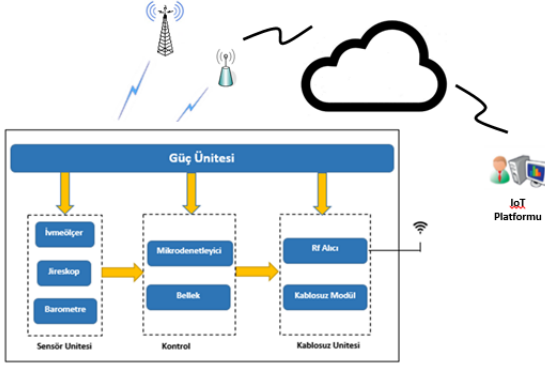 Güç Ünitesi
IoT
Platformu
İvmeölçer
Jireskop
Barometre
Sensör Unitesi
Mikrodenetleyici
Bellek
Kontrol
Rf Alıcı
Kablosuz Modül
Kablosuz Unitesi